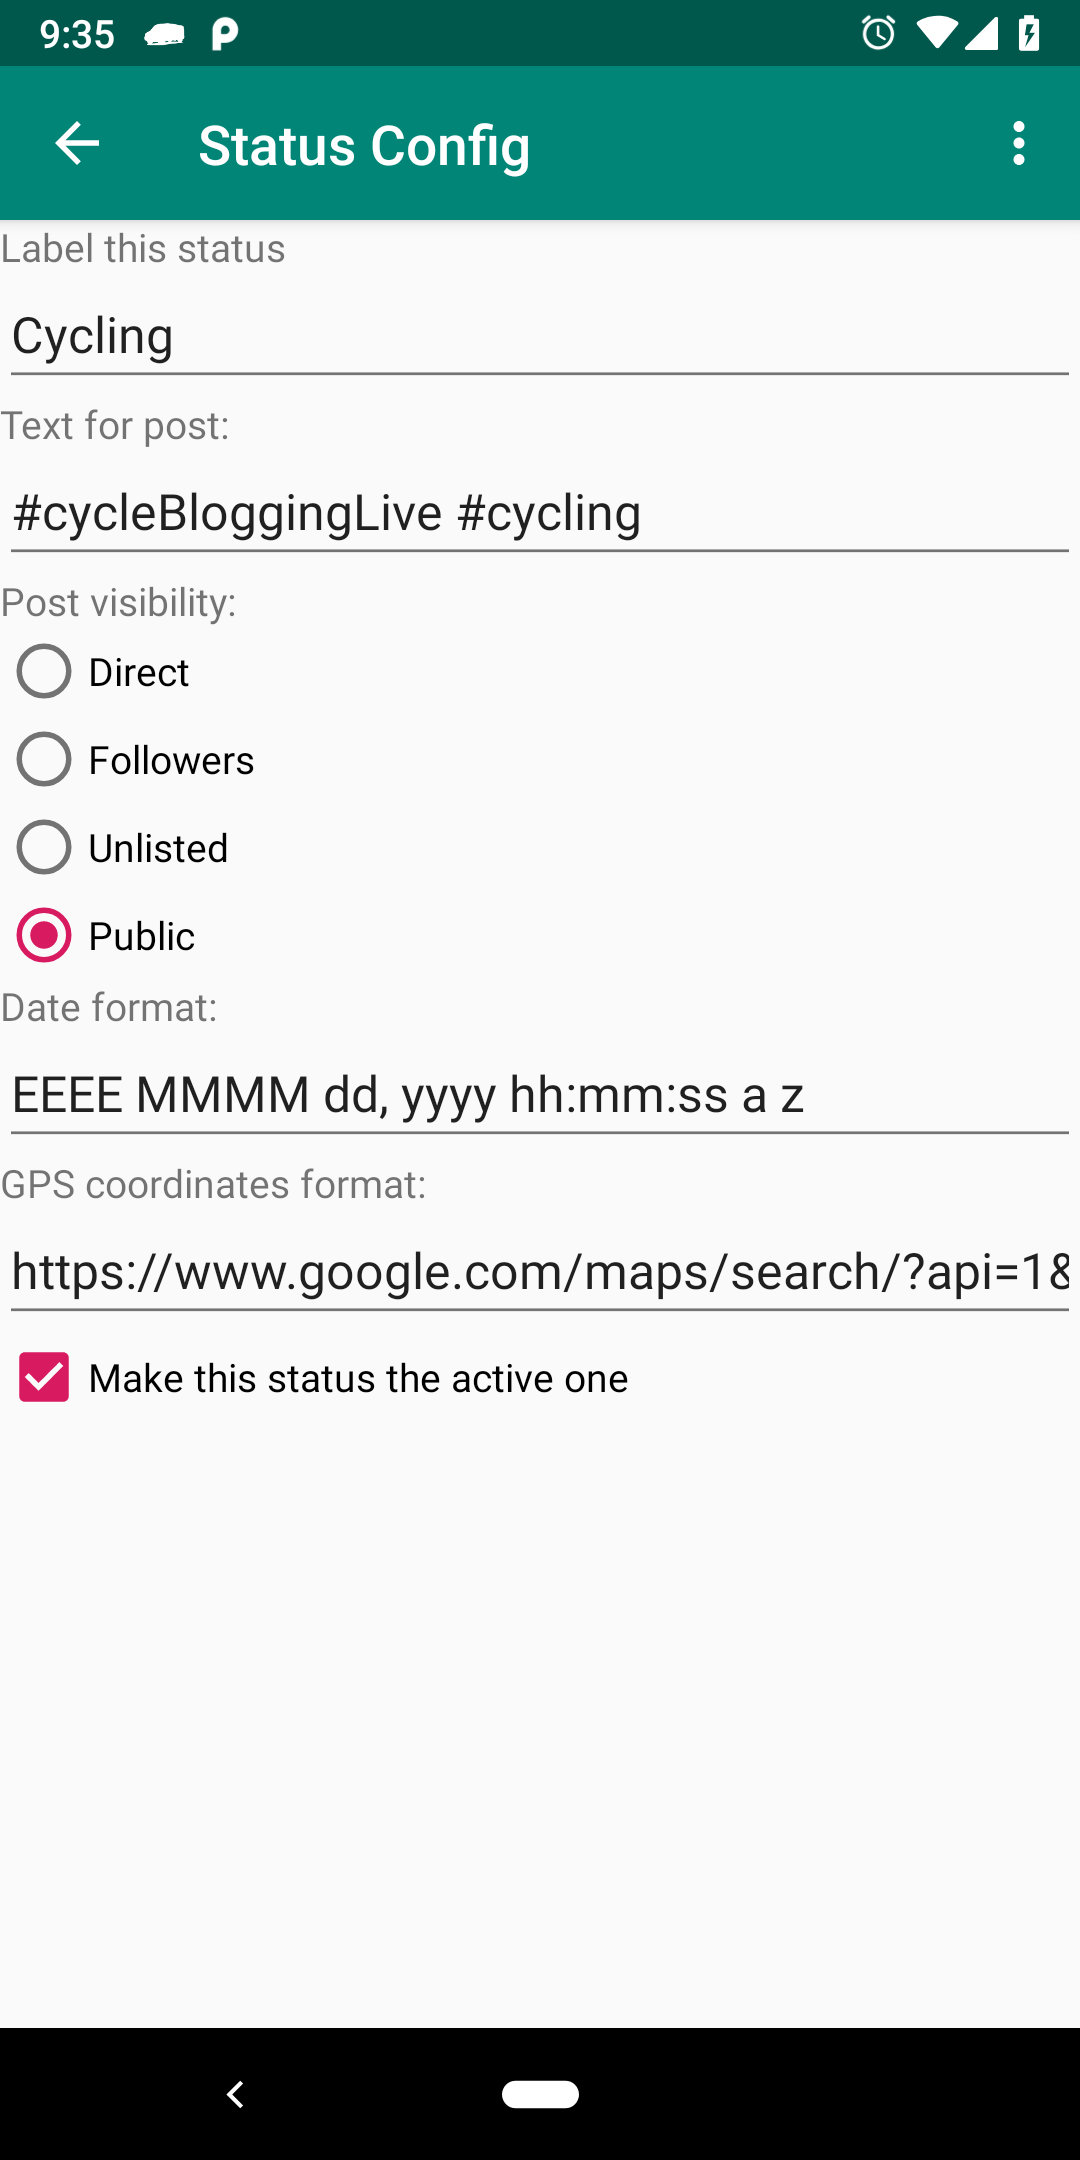 9:35
Status Config
Label this status
Cycling
Text for post:
#cycleBloggingLive #cycling
Post visibility:
Direct
Followers
Unlisted
Public
Date format:
EEEE MMMM dd, yyyy hh:mm:ss a z
GPS coordinates format:
https://www.google.com/maps/search/?api=1&
Make this status the active one